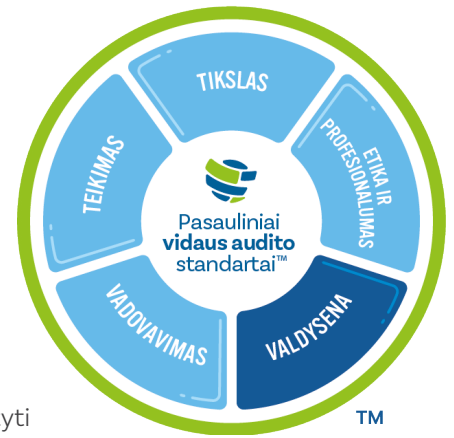 TIKSLAS
ETIKA IR
PROFESIONALUMAS
VALDYSENA
VADOVAVIMAS
TEIKIMAS
Pasauliniai
vidaus audito
standartai™
TM